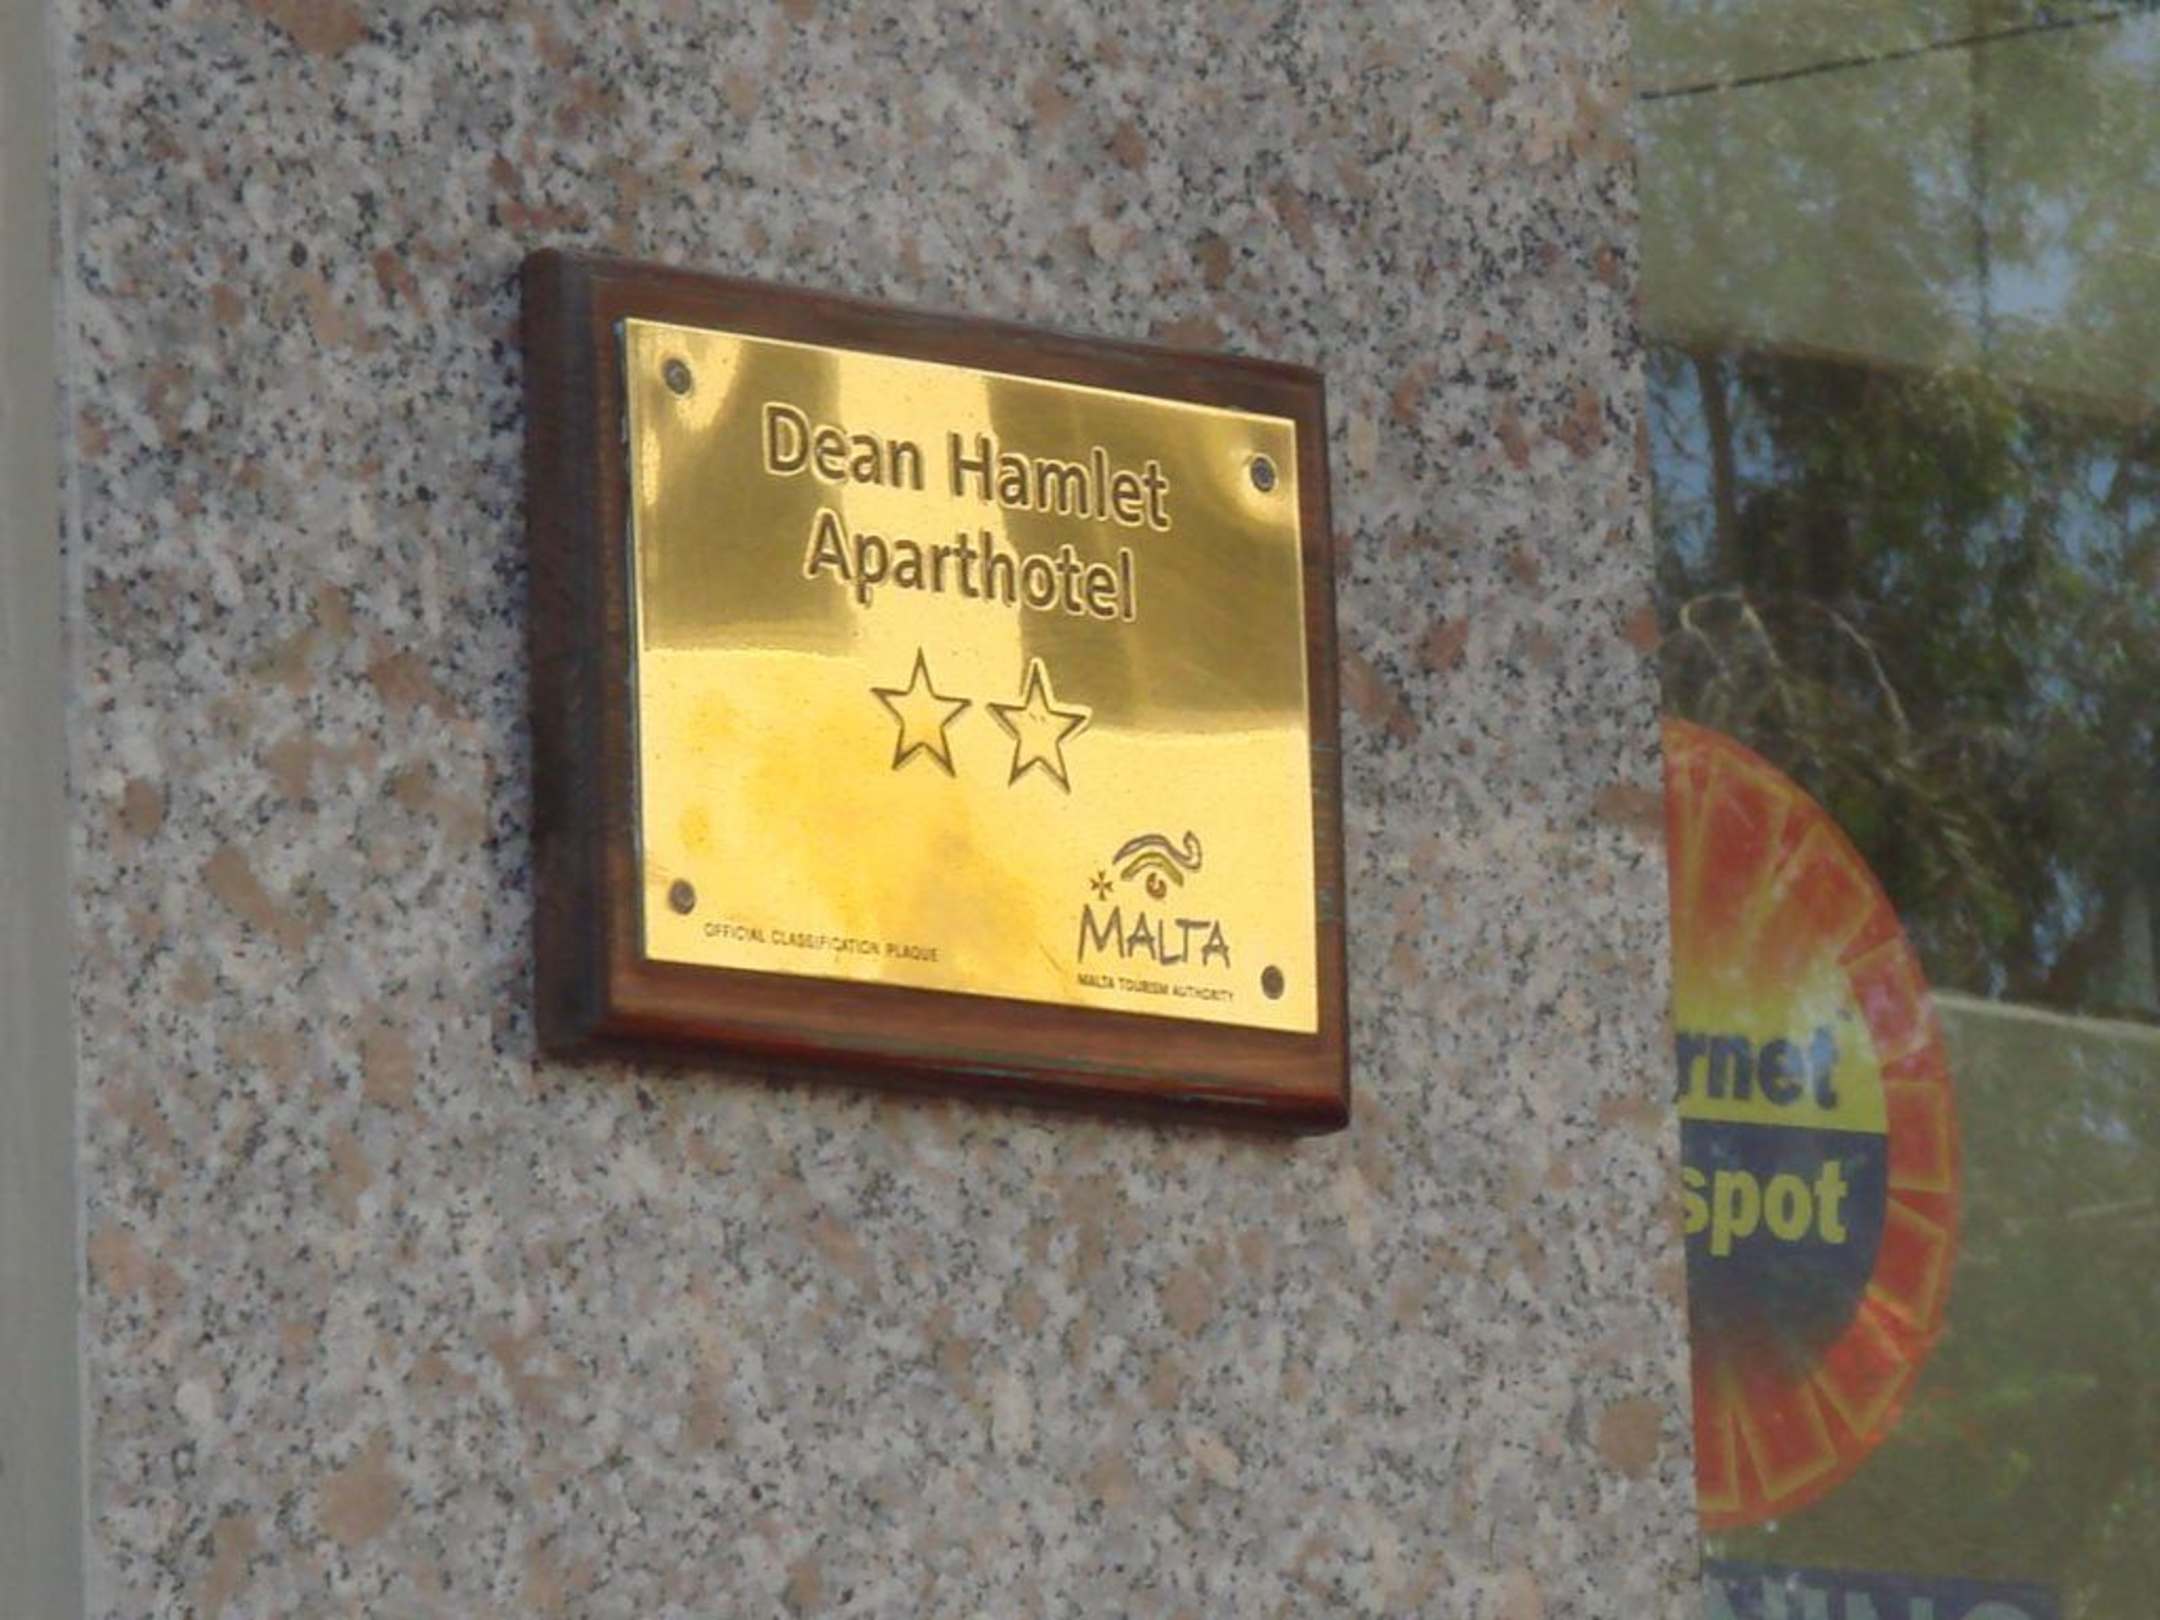 Dean Hamlet
Aparthotel
OFFICIAL CLASSIFICATION PLAQUE
MALTA
MALTA TOURISM AUTHORITY
rnet
spot